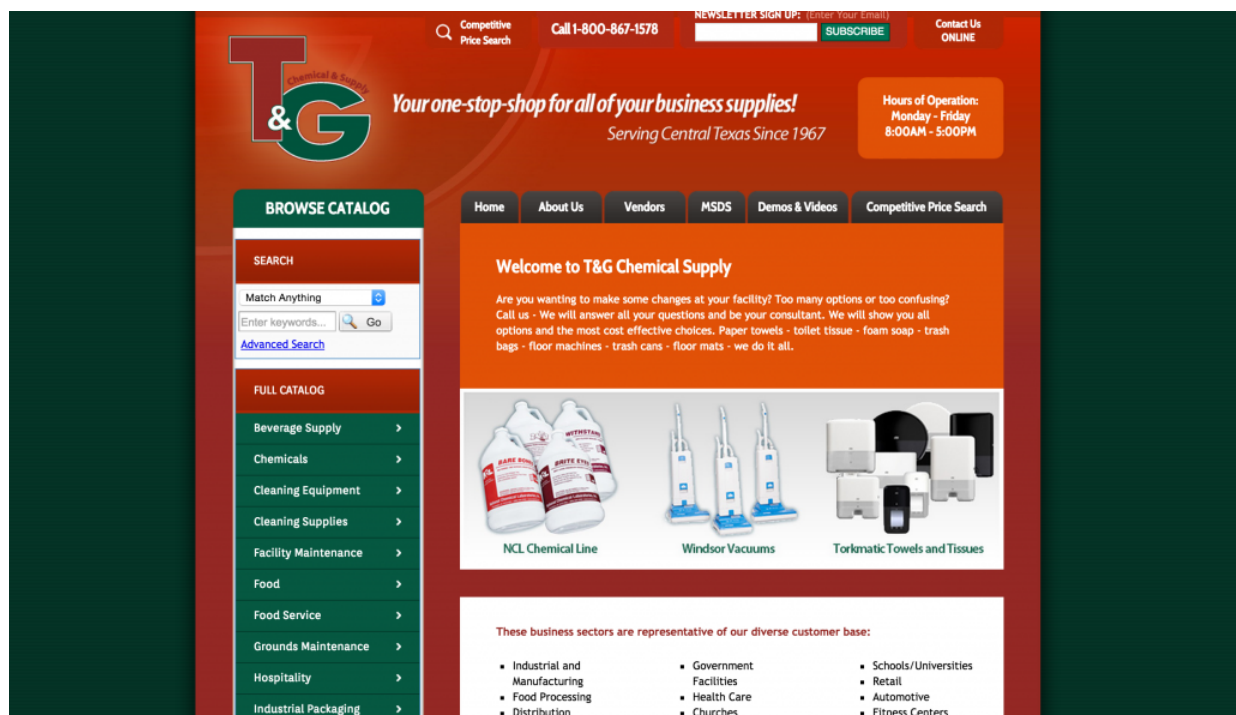 Competitive
Price Search
Call 1-800-867-1578
NEWSLETTER SIGN UP: (Enter Your Email)
SUBSCRIBE
Contact Us
ONLINE
T&G
Chemical & Supply
Your one-stop-shop for all of your business supplies!
Serving Central Texas Since 1967
Hours of Operation:
Monday - Friday
8:00AM - 5:00PM
BROWSE CATALOG
Home About Us Vendors MSDS Demos & Videos Competitive Price Search
SEARCH
Match Anything
Enter keywords... Go
Advanced Search
Welcome to T&G Chemical Supply
Are you wanting to make some changes at your facility? Too many options or too confusing?
Call us - We will answer all your questions and be your consultant. We will show you all
options and the most cost effective choices. Paper towels - toilet tissue - foam soap - trash
bags - floor machines - trash cans - floor mats - we do it all.
FULL CATALOG
Beverage Supply
Chemicals
Cleaning Equipment
Cleaning Supplies
Facility Maintenance
Food
Food Service
Grounds Maintenance
Hospitality
Industrial Packaging
WITHSTAND
BARE BONES
BRITE EYES
NCL Chemical Line
Windsor Vacuums
Torkmatic Towels and Tissues
These business sectors are representative of our diverse customer base:
Industrial and
Manufacturing
Food Processing
Distribution
Government
Facilities
Health Care
Churches
Schools/Universities
Retail
Automotive
Fitness Centers